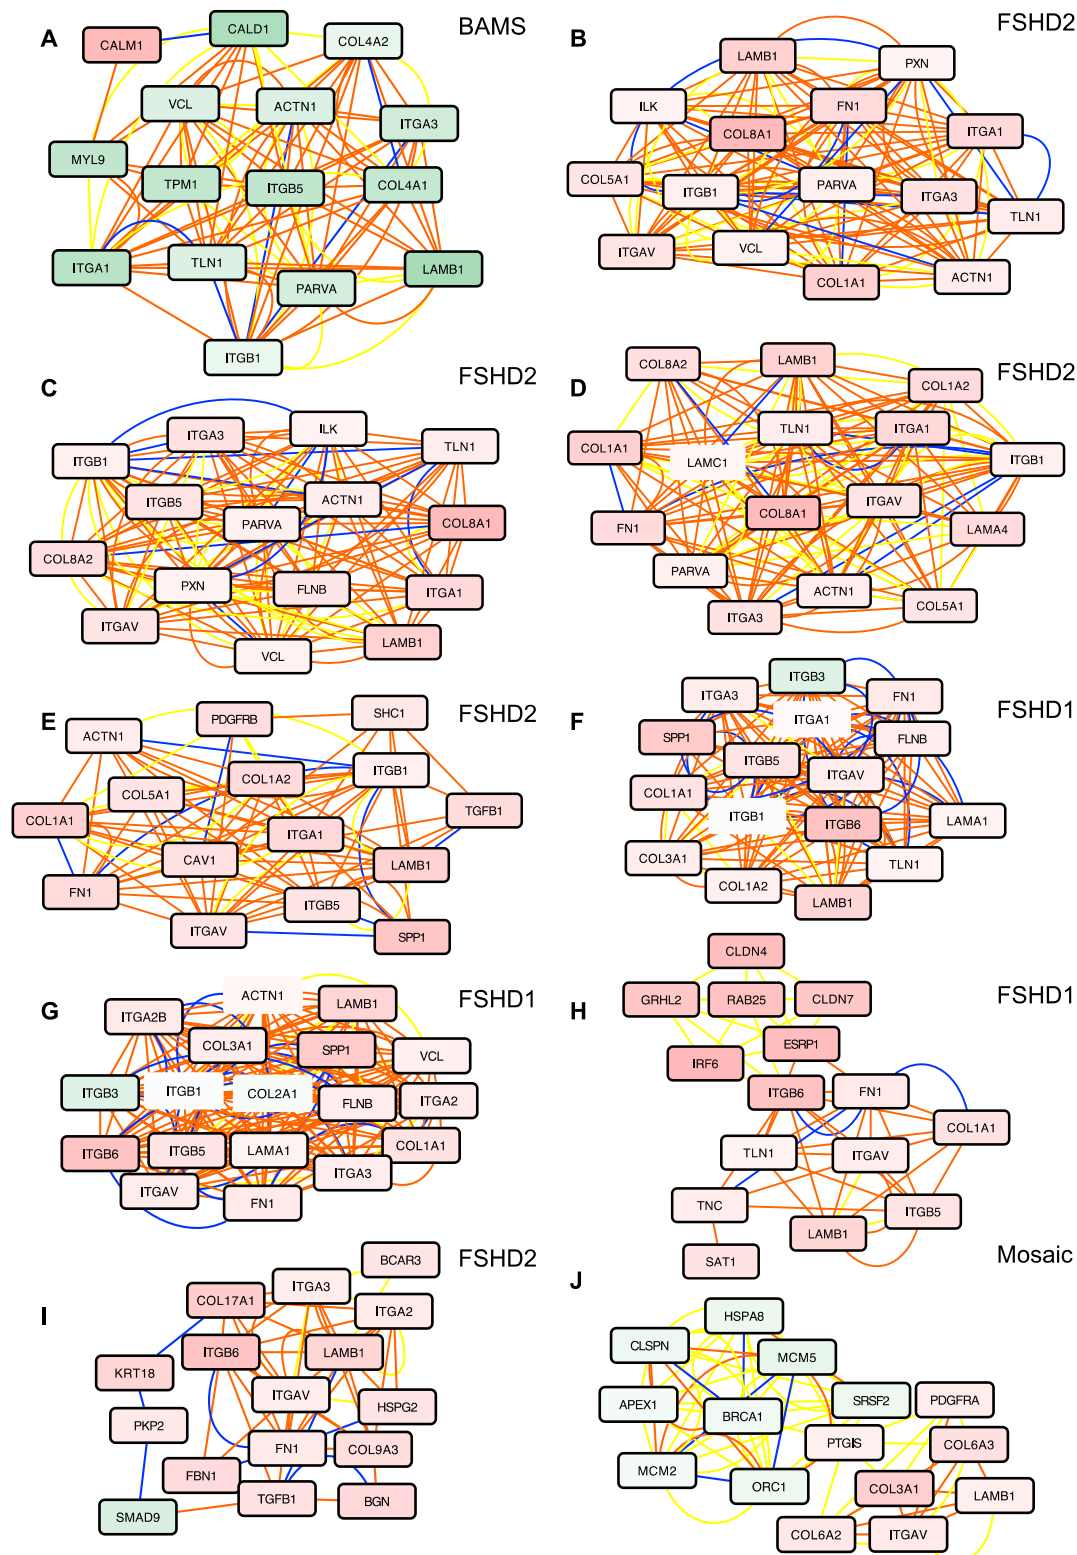 A
BAMS
CALM1
CALD1
COL4A2
VCL
ACTN1
ITGA3
MYL9
TPM1
ITGB5
COL4A1
ITGA1
TLN1
PARVA
LAMB1
ITGB1
B
FSHD2
LAMB1
PXN
ILK
FN1
COL8A1
ITGA1
COL5A1
ITGB1
PARVA
ITGA3
TLN1
ITGAV
VCL
COL1A1
ACTN1
C
FSHD2
ITGA3
ILK
TLN1
ITGB1
ITGB5
ACTN1
PARVA
COL8A1
COL8A2
PXN
FLNB
ITGA1
ITGAV
VCL
LAMB1
D
FSHD2
COL8A2
LAMB1
COL1A2
COL1A1
TLN1
ITGA1
ITGB1
LAMC1
COL8A1
ITGAV
FN1
LAMA4
PARVA
ACTN1
COL5A1
ITGA3
E
FSHD2
PDGFRB
SHC1
ACTN1
COL1A2
ITGB1
COL5A1
TGFB1
COL1A1
ITGA1
CAV1
LAMB1
FN1
ITGB5
ITGAV
SPP1
F
FSHD1
ITGB3
ITGA3
FN1
ITGA1
SPP1
FLNB
ITGB5
ITGAV
COL1A1
ITGB1
ITGB6
LAMA1
COL3A1
TLN1
COL1A2
LAMB1
G
FSHD1
ACTN1
ITGA2B
LAMB1
COL3A1
SPP1
VCL
ITGB3
ITGB1
COL2A1
FLNB
ITGA2
ITGB6
ITGB5
LAMA1
COL1A1
ITGAV
ITGA3
FN1
H
FSHD1
CLDN4
GRHL2
RAB25
CLDN7
IRF6
ESRP1
ITGB6
FN1
COL1A1
TLN1
ITGAV
TNC
ITGB5
LAMB1
SAT1
I
FSHD2
BCAR3
COL17A1
ITGA3
ITGA2
ITGB6
LAMB1
KRT18
ITGAV
HSPG2
PKP2
FN1
COL9A3
FBN1
TGFB1
BGN
SMAD9
J
Mosaic
HSPA8
CLSPN
MCM5
APEX1
BRCA1
SRSF2
PDGFRA
MCM2
PTGIS
COL6A3
ORC1
COL3A1
LAMB1
COL6A2
ITGAV